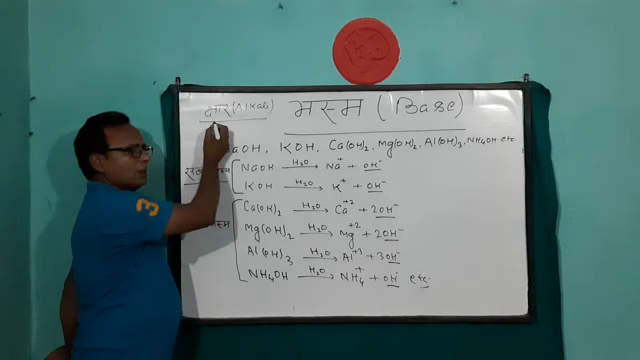 क्षार (Alkali) भस्म (Base)
NaOH, KOH, Ca(OH)₂, Mg(OH)₂, Al(OH)₃, NH₄OH etc
NaOH —H₂O→ Na⁺ + OH⁻
KOH —H₂O→ K⁺ + OH⁻
Ca(OH)₂ —H₂O→ Ca⁺² + 2OH⁻
Mg(OH)₂ —H₂O→ Mg⁺² + 2OH⁻
Al(OH)₃ —H₂O→ Al⁺³ + 3OH⁻
NH₄OH —H₂O→ NH₄⁺ + OH⁻ etc
3